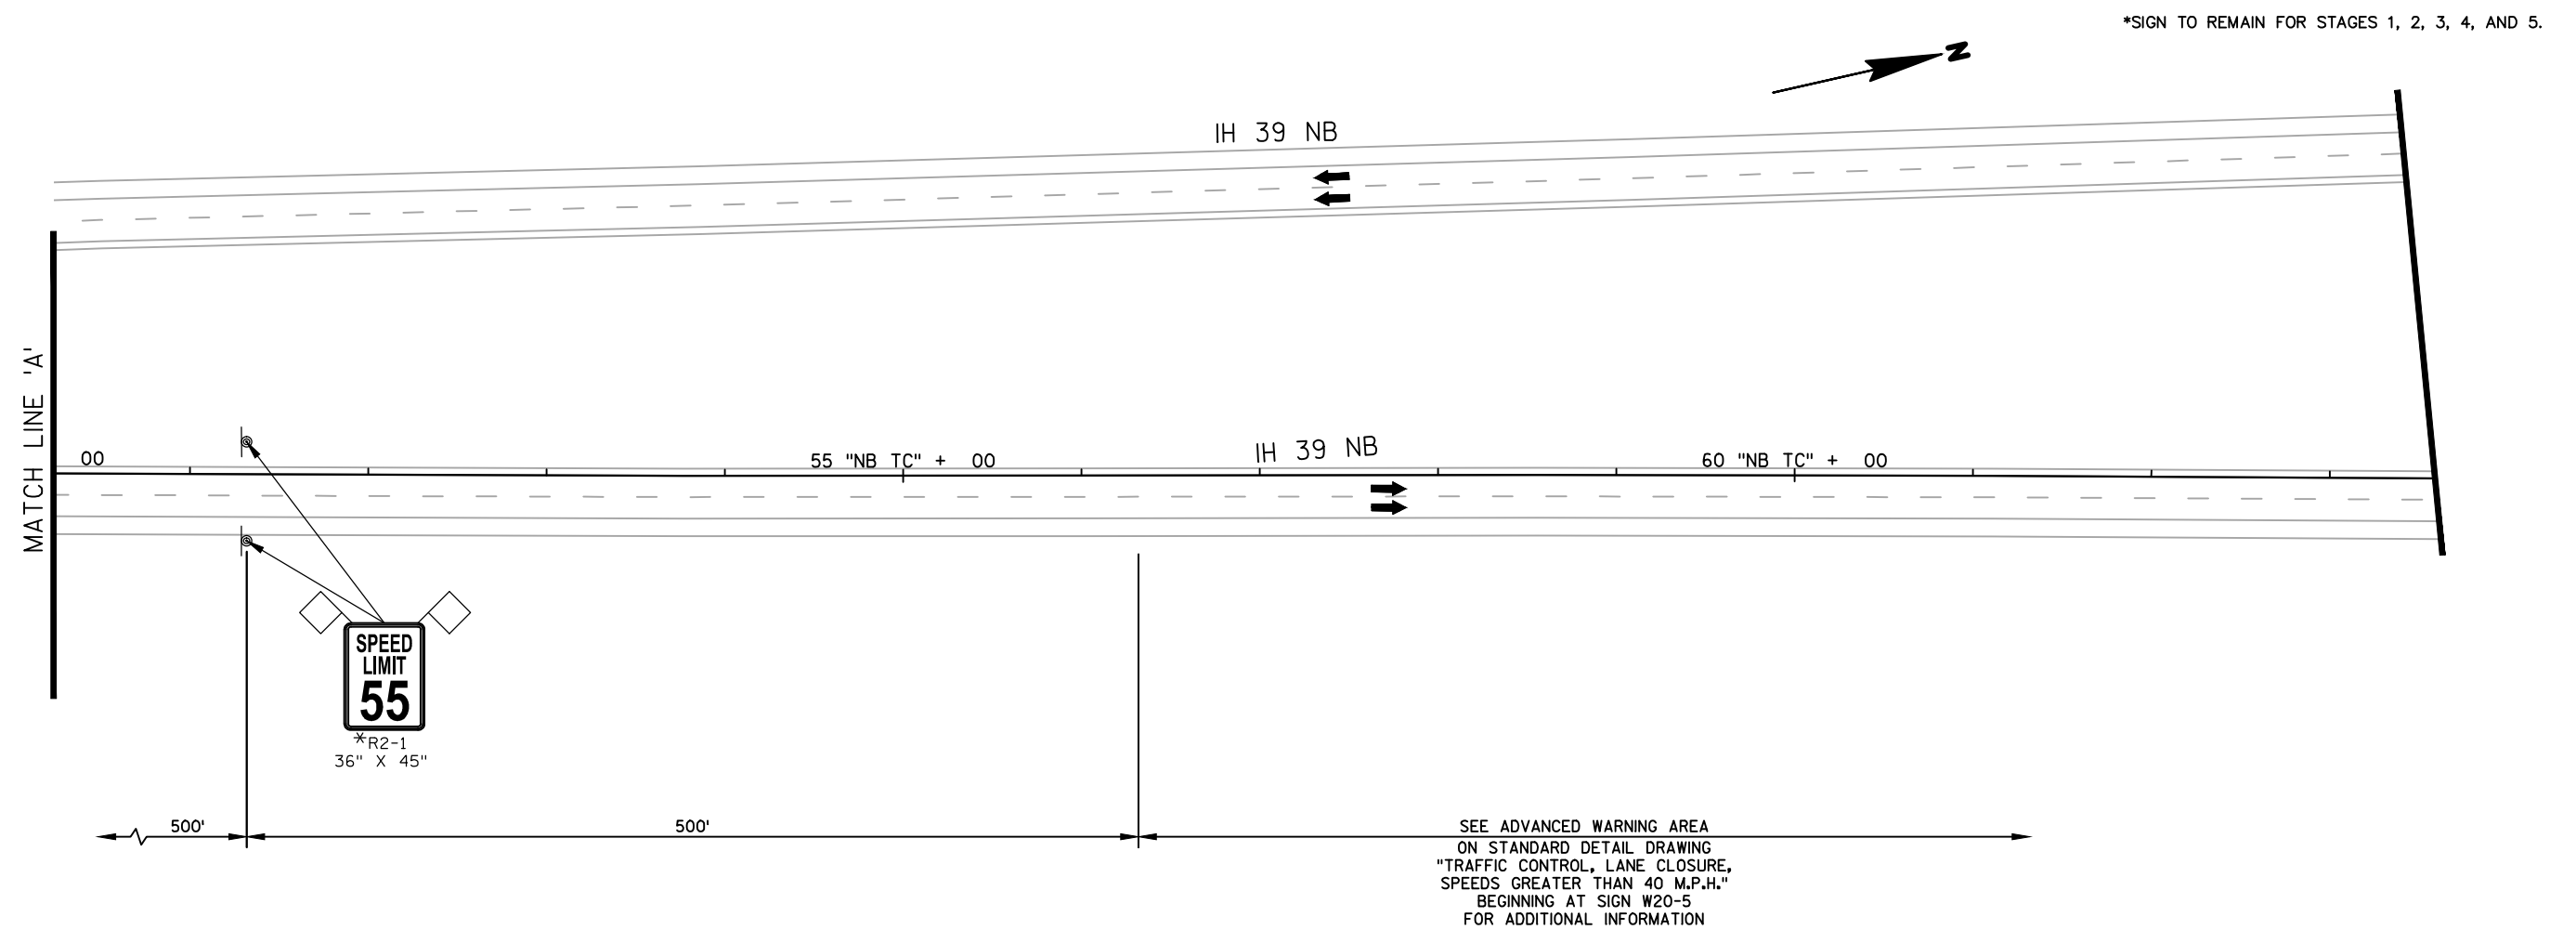 *SIGN TO REMAIN FOR STAGES 1, 2, 3, 4, AND 5.
N
IH 39 NB
MATCH LINE 'A'
00
55 "NB TC" + 00
IH 39 NB
60 "NB TC" + 00
SPEED
LIMIT
55
*R2-1
36" X 45"
500'
500'
SEE ADVANCED WARNING AREA
ON STANDARD DETAIL DRAWING
"TRAFFIC CONTROL, LANE CLOSURE,
SPEEDS GREATER THAN 40 M.P.H."
BEGINNING AT SIGN W20-5
FOR ADDITIONAL INFORMATION